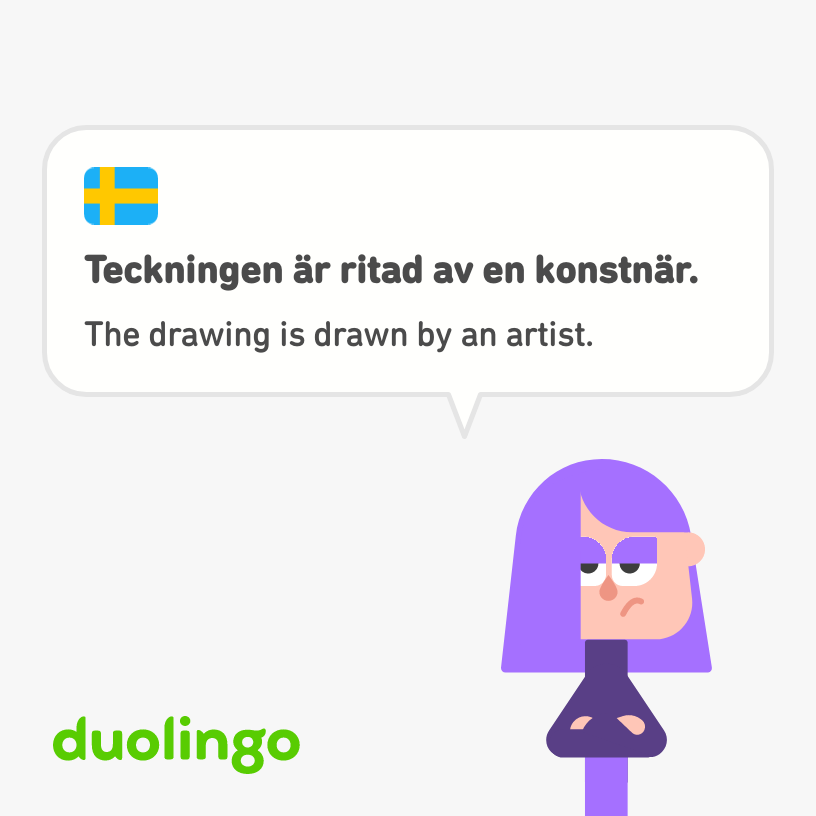 Teckningen är ritad av en konstnär.
The drawing is drawn by an artist.
duolingo